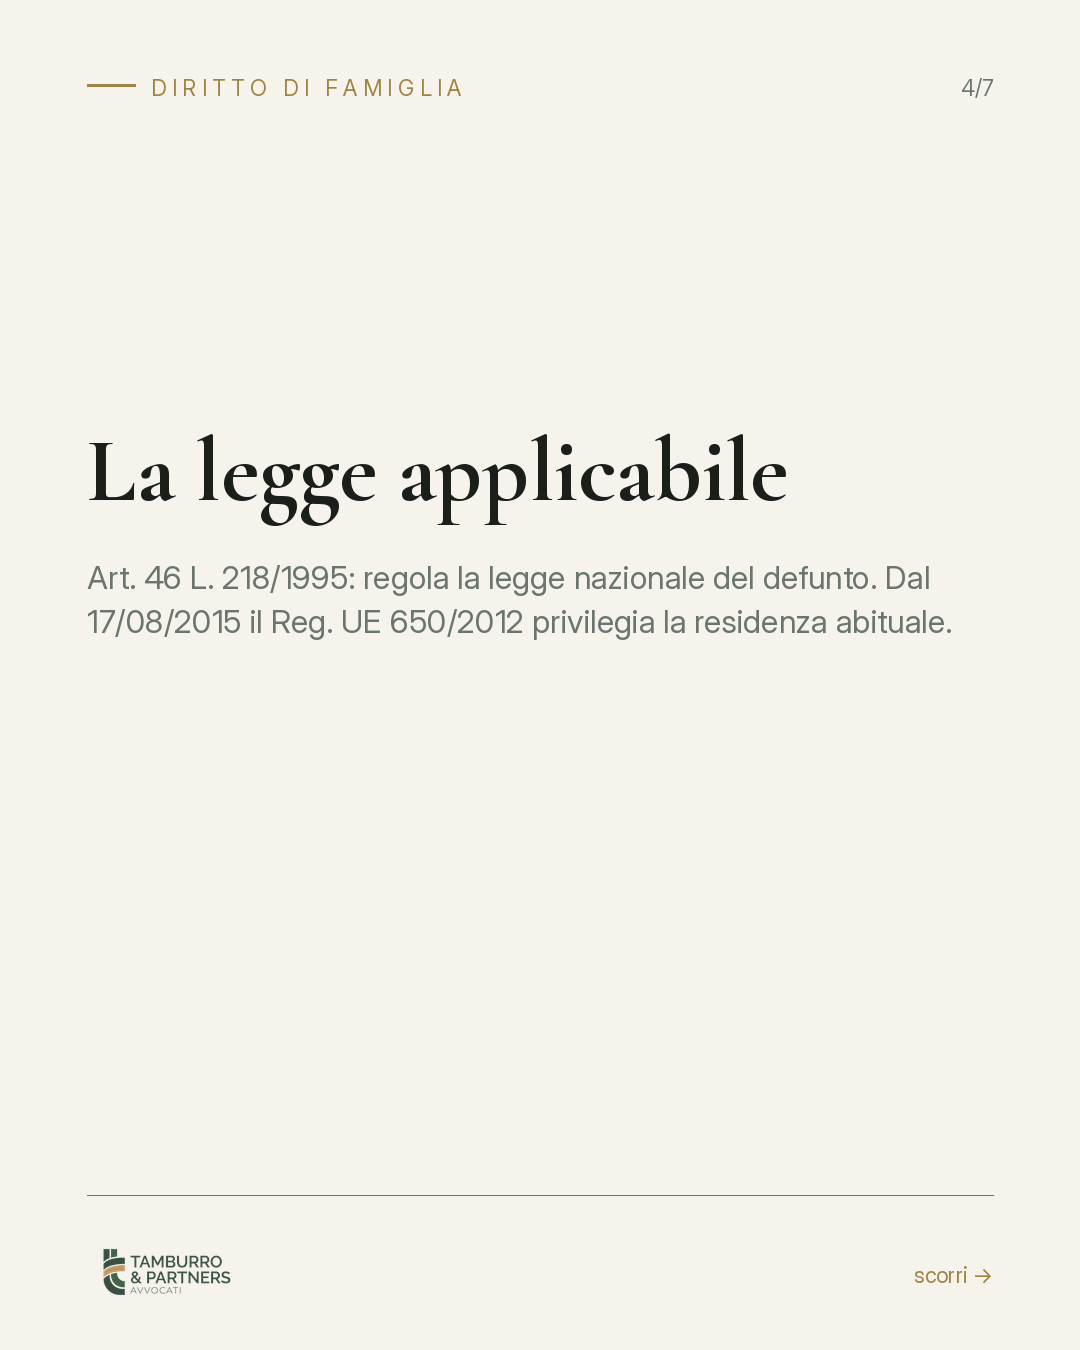 DIRITTO DI FAMIGLIA
4/7
La legge applicabile
Art. 46 L. 218/1995: regola la legge nazionale del defunto. Dal
17/08/2015 il Reg. UE 650/2012 privilegia la residenza abituale.
TAMBURRO
& PARTNERS
AVVOCATI
scorri →